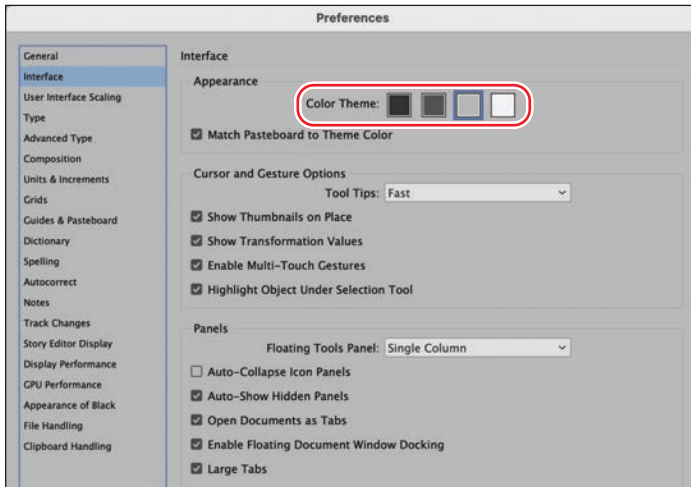 Preferences
General
Interface
User Interface Scaling
Type
Advanced Type
Composition
Units & Increments
Grids
Guides & Pasteboard
Dictionary
Spelling
Autocorrect
Notes
Track Changes
Story Editor Display
Display Performance
GPU Performance
Appearance of Black
File Handling
Clipboard Handling
Interface
Appearance
Color Theme:
Match Pasteboard to Theme Color
Cursor and Gesture Options
Tool Tips: Fast
Show Thumbnails on Place
Show Transformation Values
Enable Multi-Touch Gestures
Highlight Object Under Selection Tool
Panels
Floating Tools Panel: Single Column
Auto-Collapse Icon Panels
Auto-Show Hidden Panels
Open Documents as Tabs
Enable Floating Document Window Docking
Large Tabs